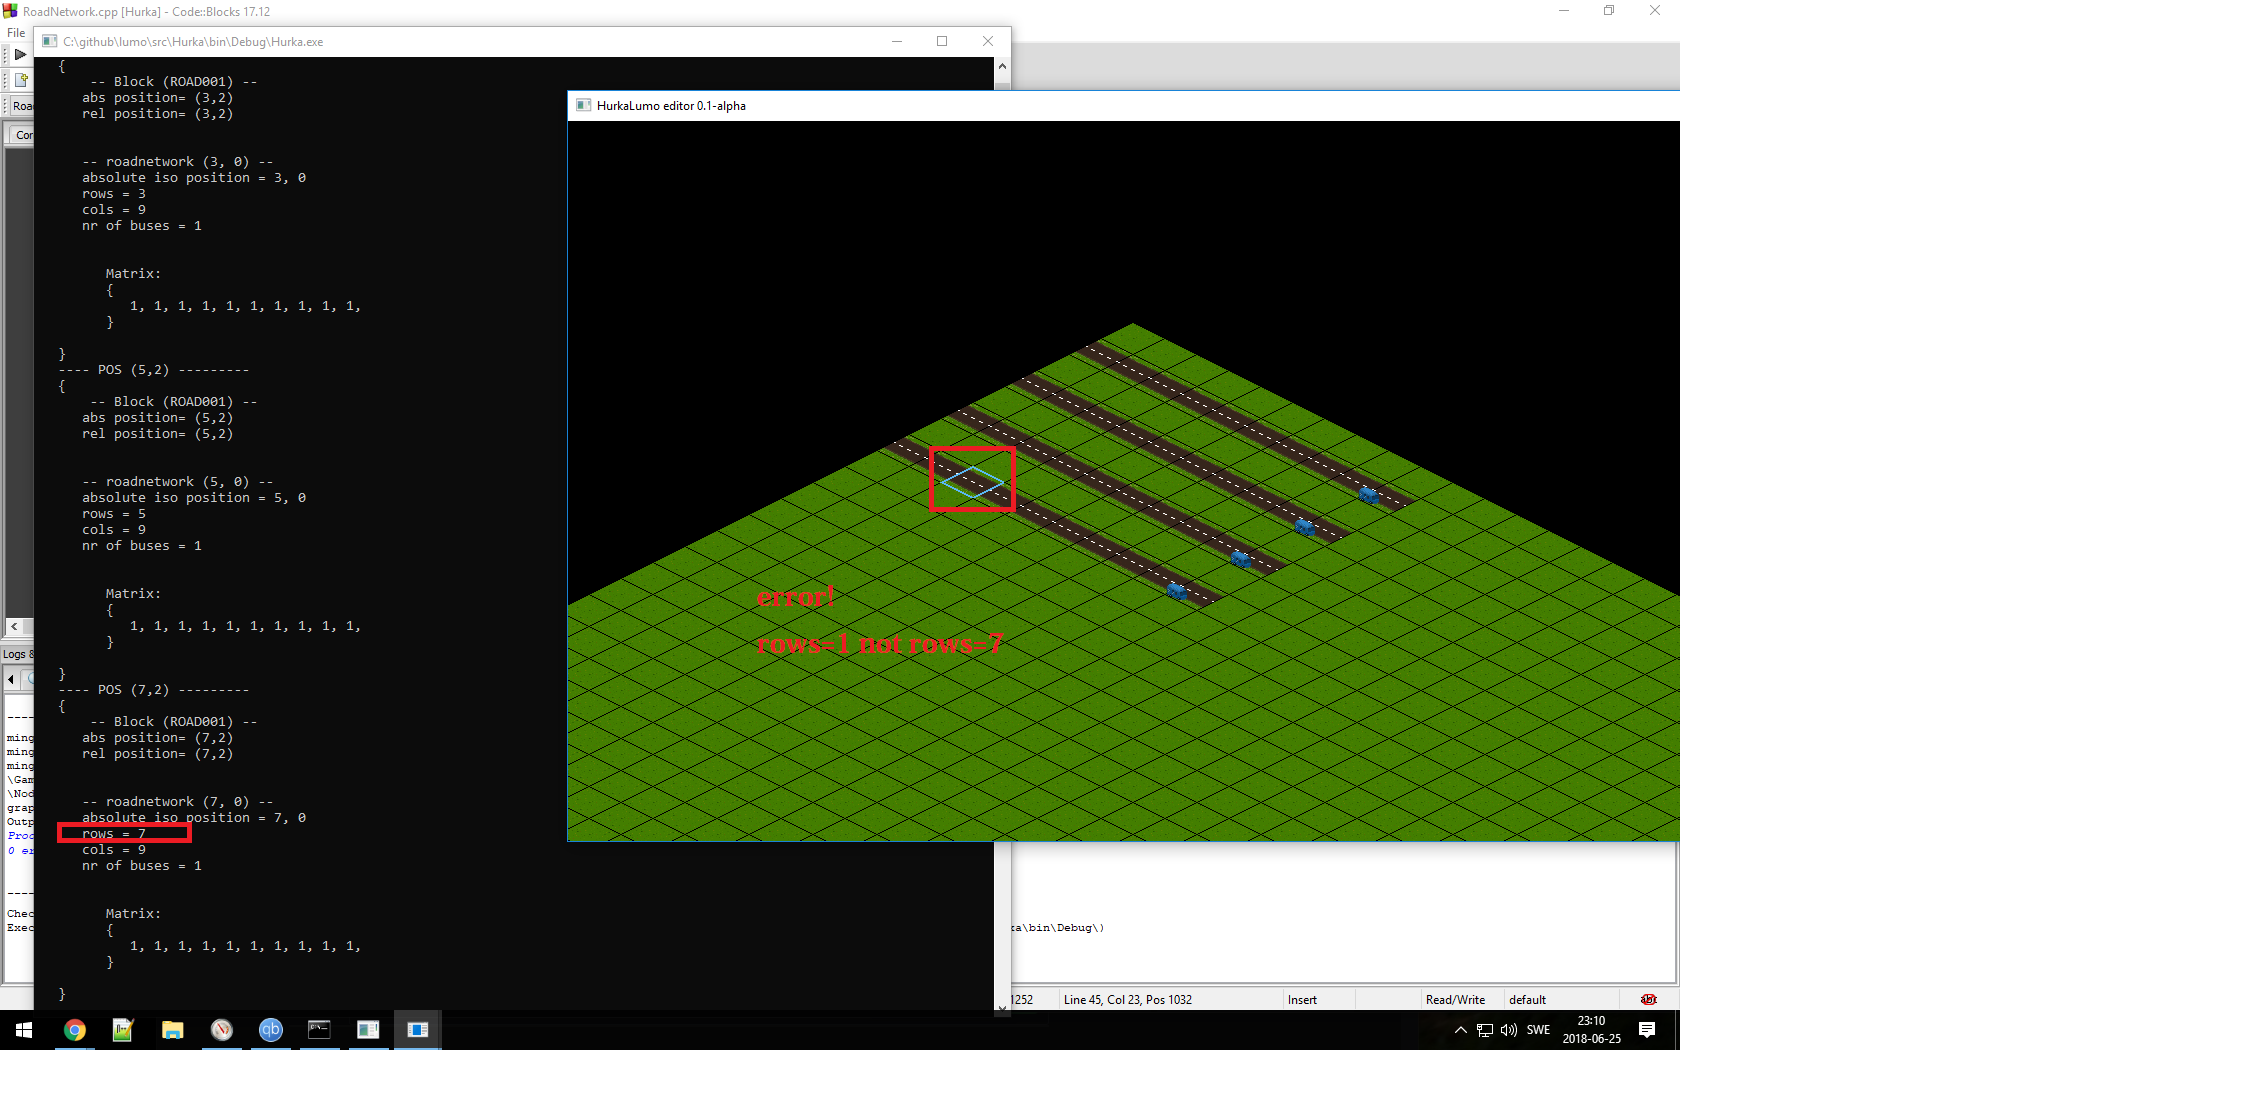 RoadNetwork.cpp [Hurka] - Code::Blocks 17.12
File
C:\github\lumo\src\Hurka\bin\Debug\Hurka.exe
{
-- Block (ROAD001) --
abs position= (3,2)
rel position= (3,2)
-- roadnetwork (3, 0) --
absolute iso position = 3, 0
rows = 3
cols = 9
nr of buses = 1
Matrix:
{
1, 1, 1, 1, 1, 1, 1, 1, 1, 1,
}
}
---- POS (5,2) ---------
{
-- Block (ROAD001) --
abs position= (5,2)
rel position= (5,2)
-- roadnetwork (5, 0) --
absolute iso position = 5, 0
rows = 5
cols = 9
nr of buses = 1
Matrix:
{
1, 1, 1, 1, 1, 1, 1, 1, 1, 1,
}
}
---- POS (7,2) ---------
{
-- Block (ROAD001) --
abs position= (7,2)
rel position= (7,2)
-- roadnetwork (7, 0) --
absolute iso position = 7, 0
rows = 7
cols = 9
nr of buses = 1
Matrix:
{
1, 1, 1, 1, 1, 1, 1, 1, 1, 1,
}
}
HurkaLumo editor 0.1-alpha
error!
rows=1 not rows=7
Roa
Cor
Logs &
----
ming
ming
ming
\Gam
\Nod
grap
Outp
Proc
0 er
----
Chec
Exec
ka\bin\Debug\)
1252
Line 45, Col 23, Pos 1032
Insert
Read/Write
default
abc
qb
SWE
23:10
2018-06-25